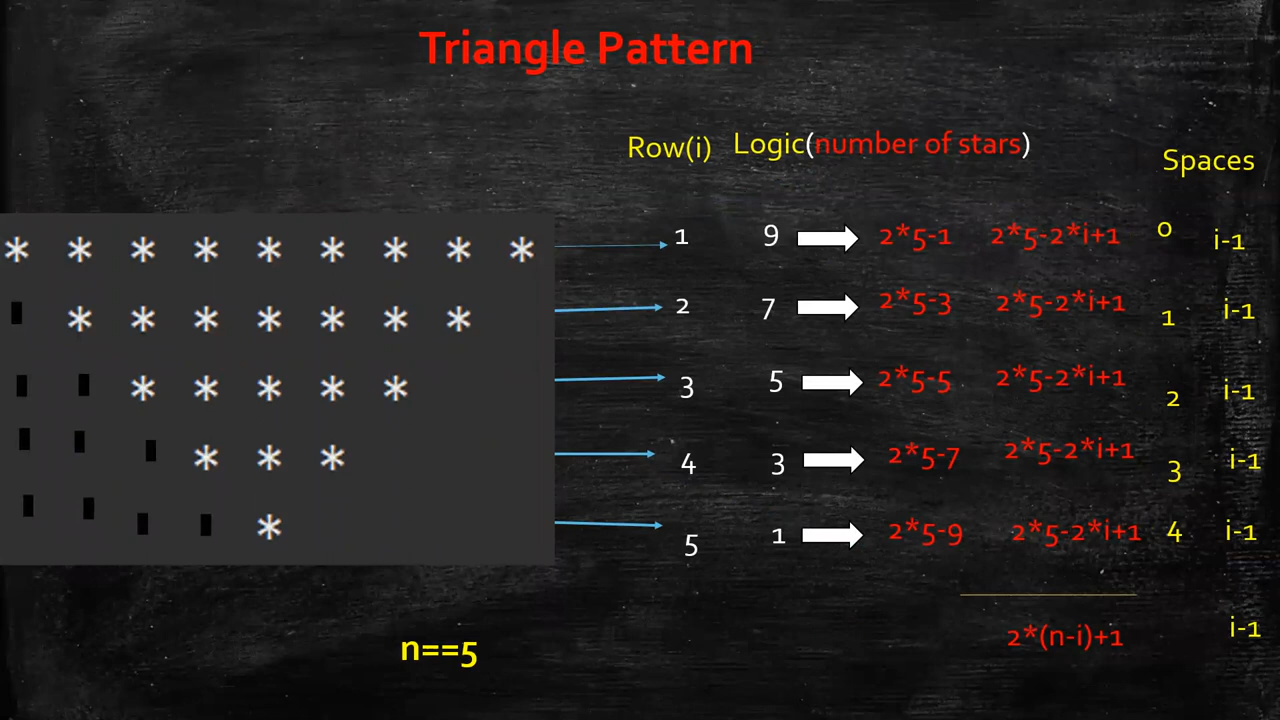 Triangle Pattern
Row(i) Logic(number of stars) Spaces
* * * * * * * * * 1 9 2*5-1 2*5-2*i+1 0 i-1
* * * * * * * 2 7 2*5-3 2*5-2*i+1 1 i-1
* * * * * 3 5 2*5-5 2*5-2*i+1 2 i-1
* * * 4 3 2*5-7 2*5-2*i+1 3 i-1
* 5 1 2*5-9 2*5-2*i+1 4 i-1
2*(n-i)+1 i-1
n==5